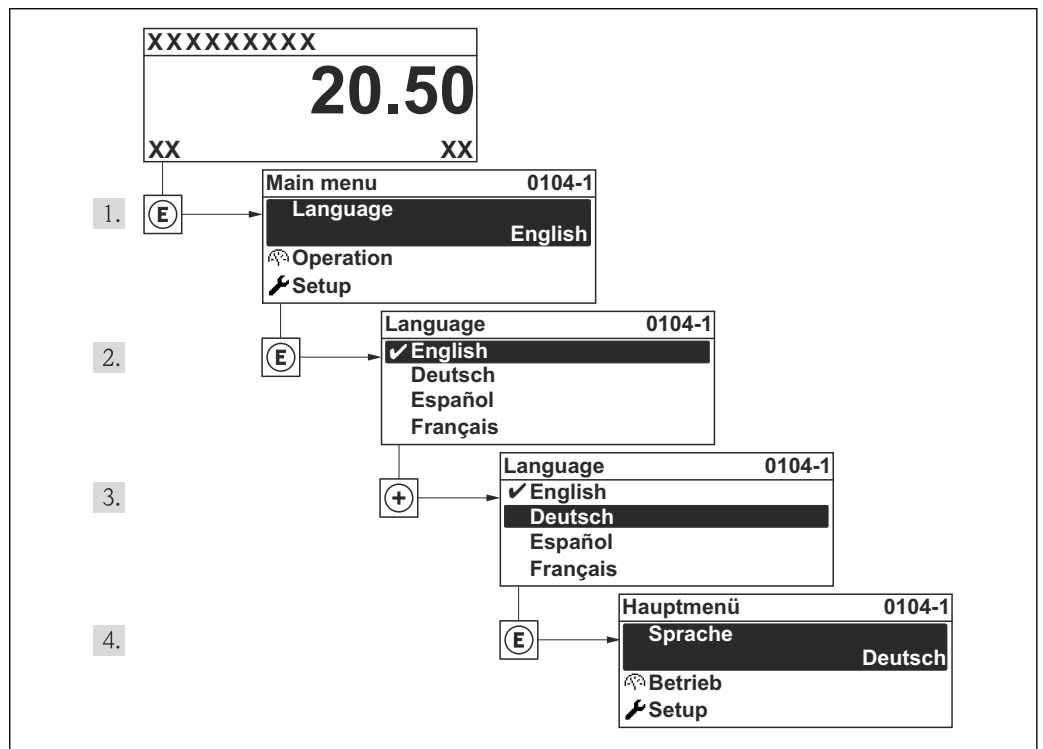 XXXXXXXXX
20.50
XX XX
1. E
Main menu 0104-1
Language
English
Operation
Setup
2. E
Language 0104-1
✔ English
Deutsch
Español
Français
3. +
Language 0104-1
✔ English
Deutsch
Español
Français
4. E
Hauptmenü 0104-1
Sprache
Deutsch
Betrieb
Setup